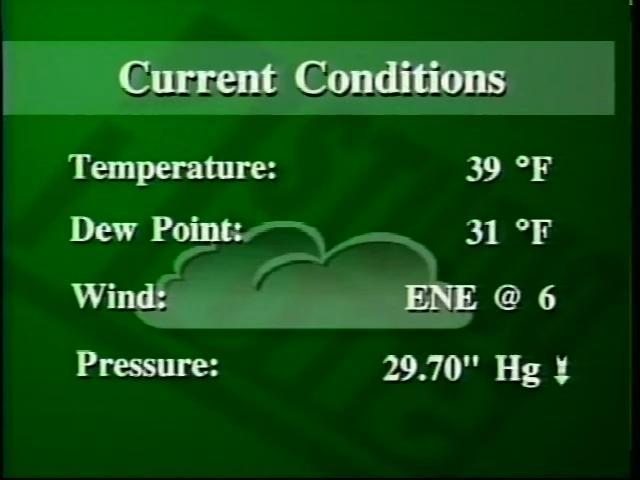 Current Conditions
Temperature: 39 °F
Dew Point: 31 °F
Wind: ENE @ 6
Pressure: 29.70" Hg ↓